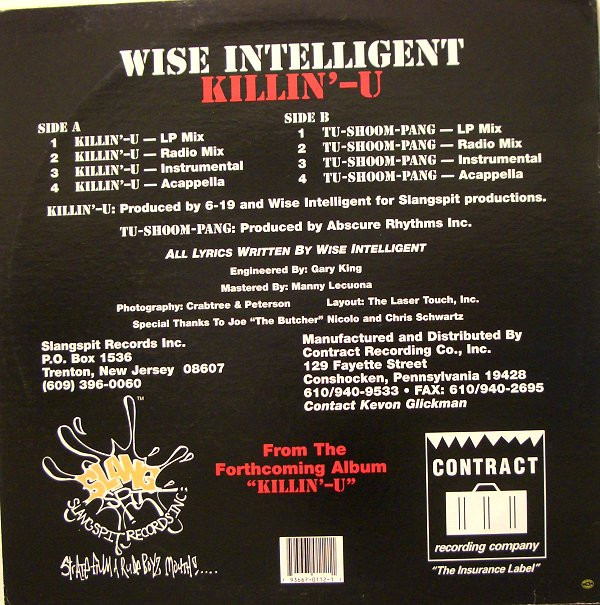 WISE INTELLIGENT
KILLIN'–U
SIDE A
1 KILLIN'–U — LP Mix
2 KILLIN'–U — Radio Mix
3 KILLIN'–U — Instrumental
4 KILLIN'–U — Acappella
SIDE B
1 TU-SHOOM-PANG — LP Mix
2 TU-SHOOM-PANG — Radio Mix
3 TU-SHOOM-PANG — Instrumental
4 TU-SHOOM-PANG — Acappella
KILLIN'–U: Produced by 6-19 and Wise Intelligent for Slangspit productions.
TU-SHOOM-PANG: Produced by Abscure Rhythms Inc.
ALL LYRICS WRITTEN BY WISE INTELLIGENT
Engineered By: Gary King
Mastered By: Manny Lecuona
Photography: Crabtree & Peterson Layout: The Laser Touch, Inc.
Special Thanks To Joe "The Butcher" Nicolo and Chris Schwartz
Slangspit Records Inc.
P.O. Box 1536
Trenton, New Jersey 08607
(609) 396-0060
Manufactured and Distributed By
Contract Recording Co., Inc.
129 Fayette Street
Conshocken, Pennsylvania 19428
610/940-9533 • FAX: 610/940-2695
Contact Kevon Glickman
TM
SLANG
SPIT
SLANGSPIT RECORDS INC.
From The
Forthcoming Album
"KILLIN'–U"
CONTRACT
recording company
"The Insurance Label"
1 93667-0112-1 1